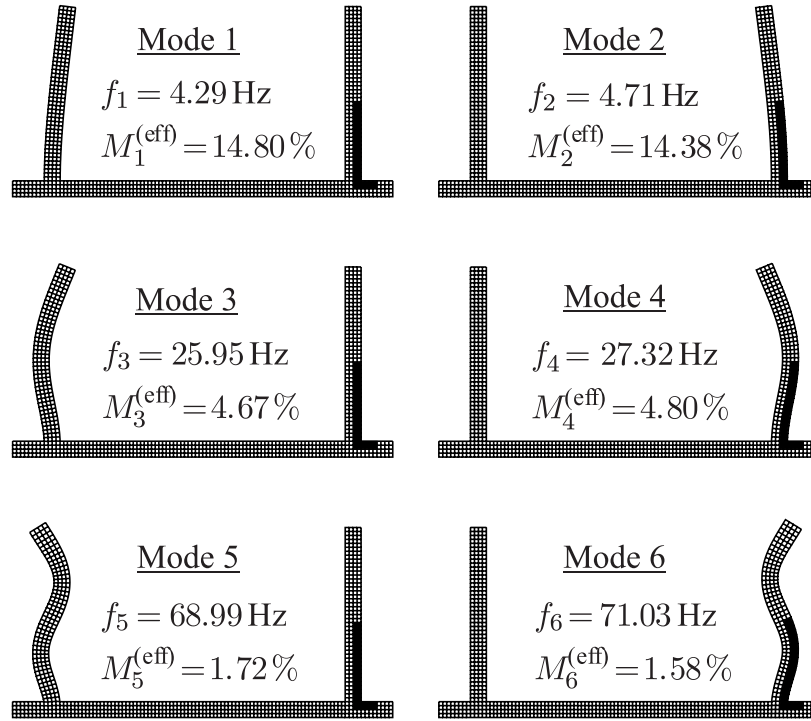 Mode 1
f₁ = 4.29 Hz
M₁^(eff) = 14.80 %
Mode 2
f₂ = 4.71 Hz
M₂^(eff) = 14.38 %
Mode 3
f₃ = 25.95 Hz
M₃^(eff) = 4.67 %
Mode 4
f₄ = 27.32 Hz
M₄^(eff) = 4.80 %
Mode 5
f₅ = 68.99 Hz
M₅^(eff) = 1.72 %
Mode 6
f₆ = 71.03 Hz
M₆^(eff) = 1.58 %